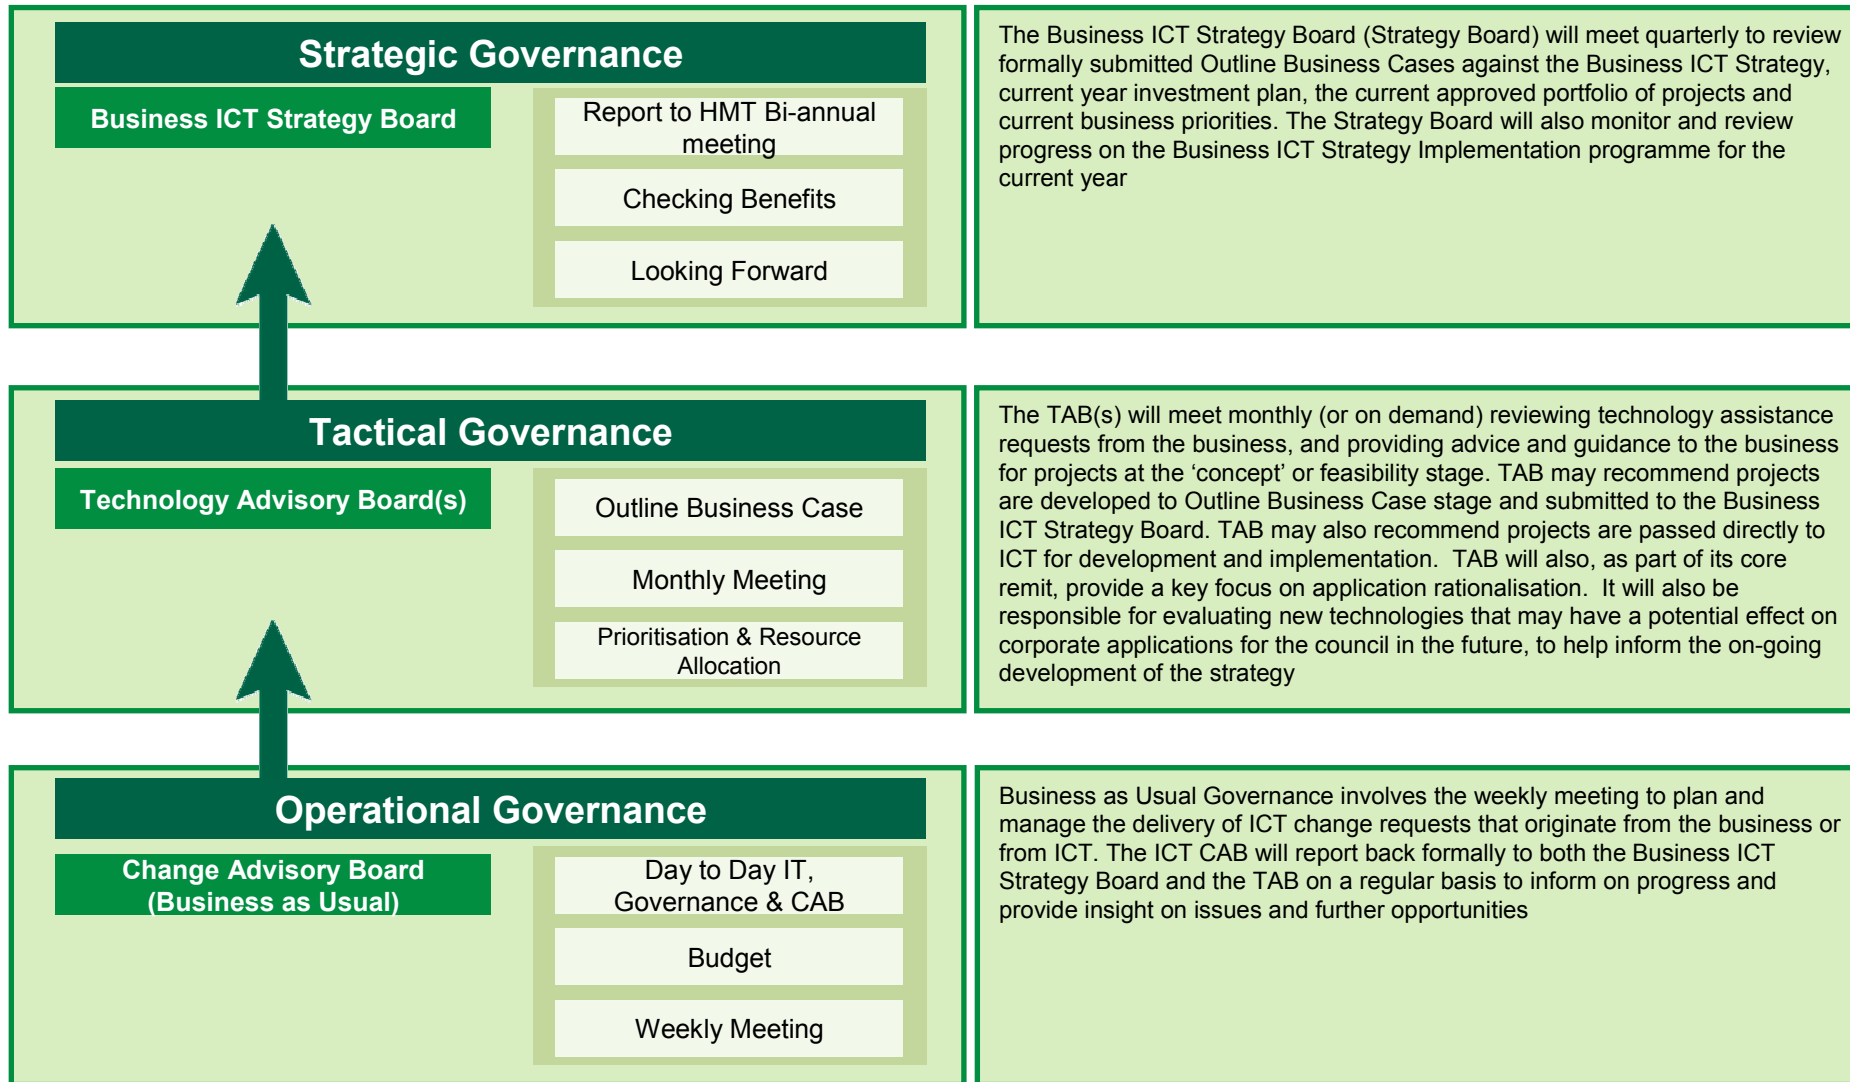 Strategic Governance
Business ICT Strategy Board
Report to HMT Bi-annual
meeting
Checking Benefits
Looking Forward
The Business ICT Strategy Board (Strategy Board) will meet quarterly to review
formally submitted Outline Business Cases against the Business ICT Strategy,
current year investment plan, the current approved portfolio of projects and
current business priorities. The Strategy Board will also monitor and review
progress on the Business ICT Strategy Implementation programme for the
current year
Tactical Governance
Technology Advisory Board(s)
Outline Business Case
Monthly Meeting
Prioritisation & Resource
Allocation
The TAB(s) will meet monthly (or on demand) reviewing technology assistance
requests from the business, and providing advice and guidance to the business
for projects at the ‘concept’ or feasibility stage. TAB may recommend projects
are developed to Outline Business Case stage and submitted to the Business
ICT Strategy Board. TAB may also recommend projects are passed directly to
ICT for development and implementation.  TAB will also, as part of its core
remit, provide a key focus on application rationalisation.  It will also be
responsible for evaluating new technologies that may have a potential effect on
corporate applications for the council in the future, to help inform the on-going
development of the strategy
Operational Governance
Change Advisory Board
(Business as Usual)
Day to Day IT,
Governance & CAB
Budget
Weekly Meeting
Business as Usual Governance involves the weekly meeting to plan and
manage the delivery of ICT change requests that originate from the business or
from ICT. The ICT CAB will report back formally to both the Business ICT
Strategy Board and the TAB on a regular basis to inform on progress and
provide insight on issues and further opportunities